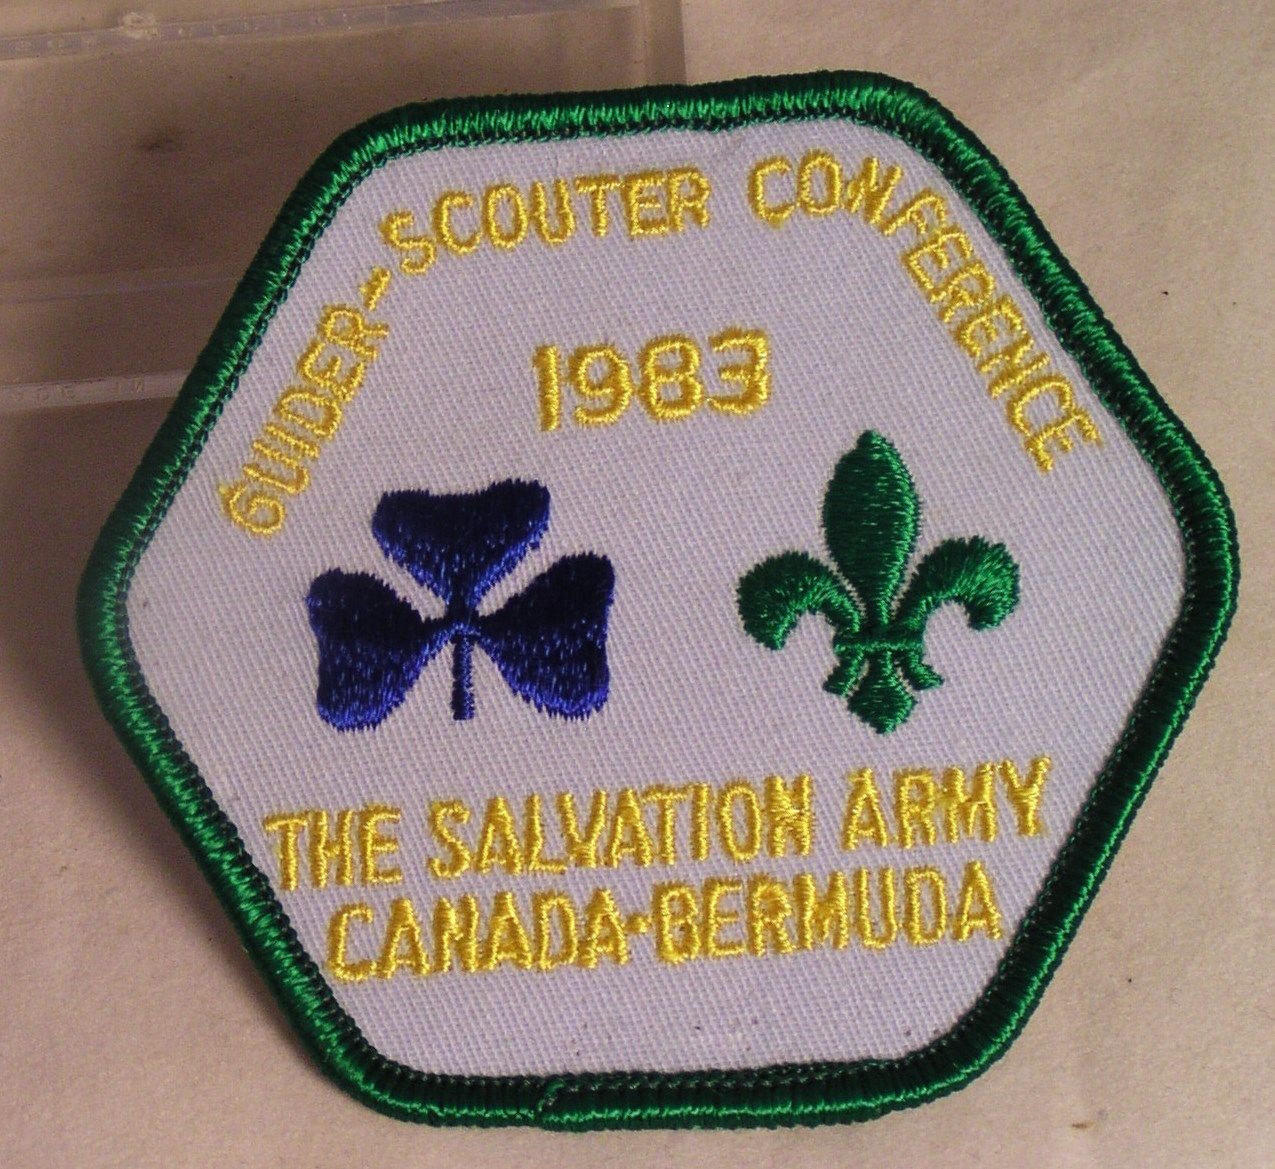 GUIDER-SCOUTER CONFERENCE
1983
THE SALVATION ARMY
CANADA-BERMUDA